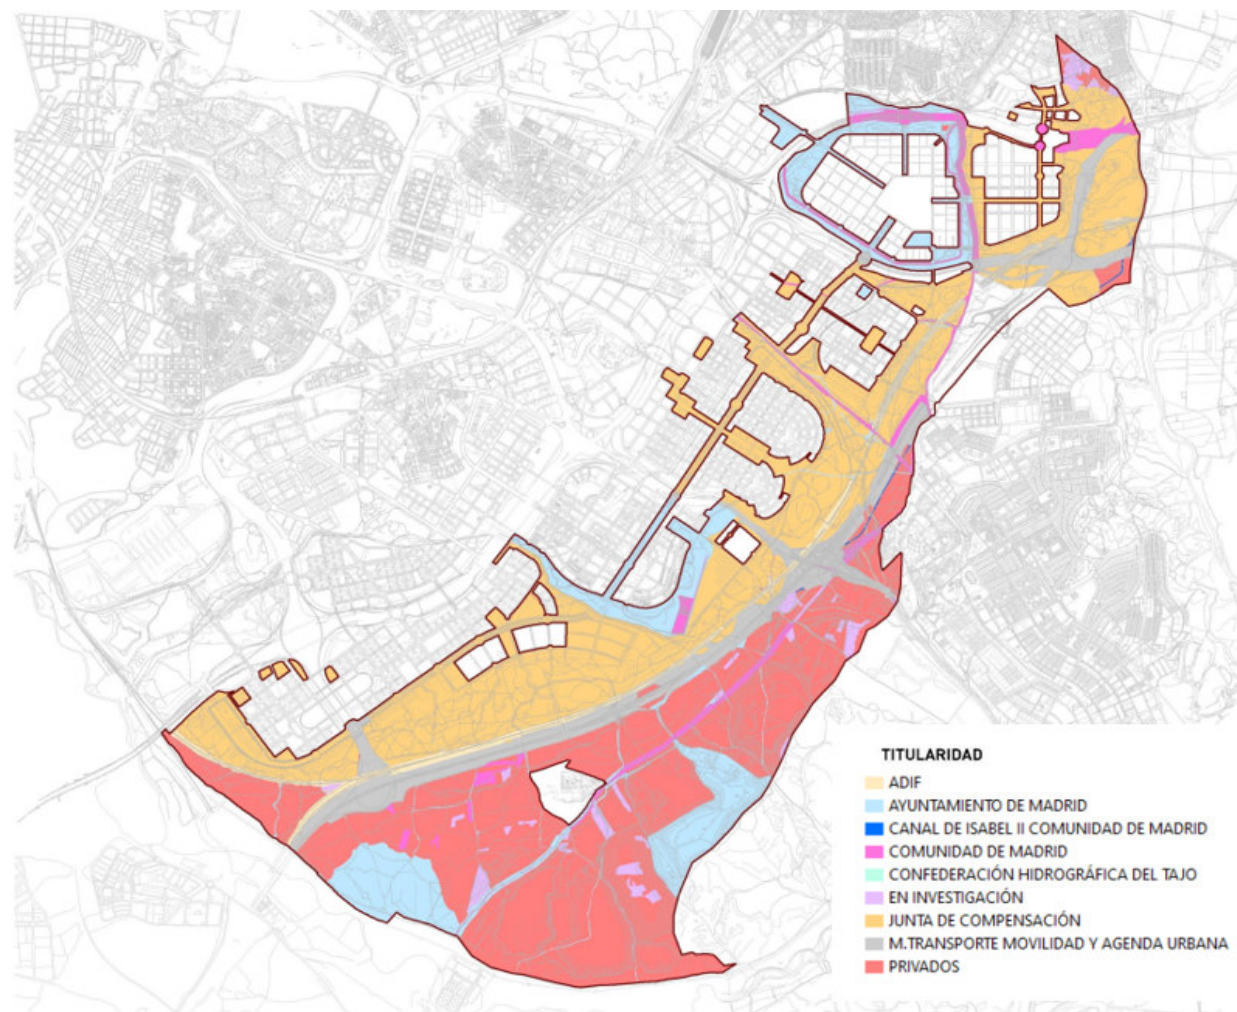 TITULARIDAD
ADIF
AYUNTAMIENTO DE MADRID
CANAL DE ISABEL II COMUNIDAD DE MADRID
COMUNIDAD DE MADRID
CONFEDERACIÓN HIDROGRÁFICA DEL TAJO
EN INVESTIGACIÓN
JUNTA DE COMPENSACIÓN
M.TRANSPORTE MOVILIDAD Y AGENDA URBANA
PRIVADOS